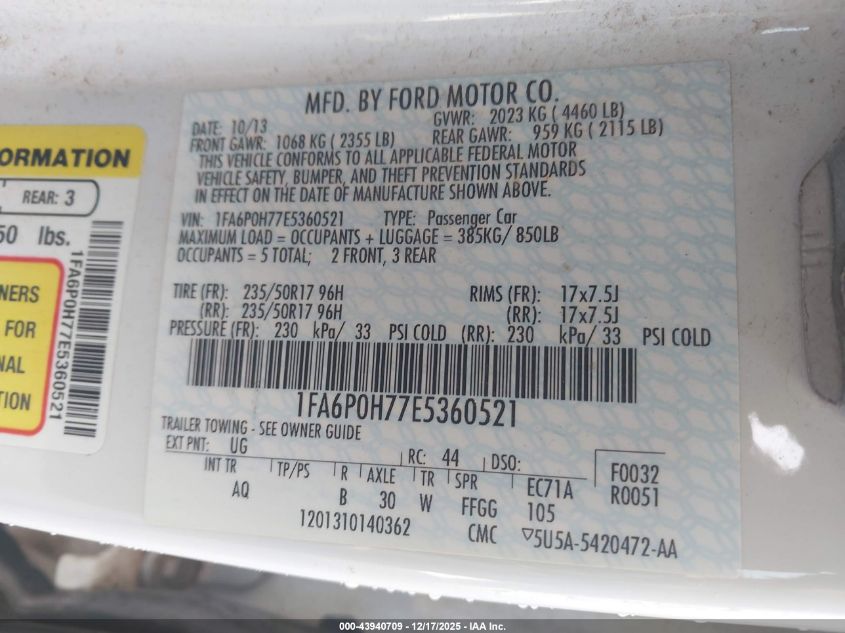 MFD. BY FORD MOTOR CO.
DATE: 10/13 GVWR: 2023 KG ( 4460 LB)
FRONT GAWR: 1068 KG ( 2355 LB) REAR GAWR: 959 KG ( 2115 LB)
THIS VEHICLE CONFORMS TO ALL APPLICABLE FEDERAL MOTOR
VEHICLE SAFETY, BUMPER, AND THEFT PREVENTION STANDARDS
IN EFFECT ON THE DATE OF MANUFACTURE SHOWN ABOVE.
VIN: 1FA6P0H77E5360521 TYPE: Passenger Car
MAXIMUM LOAD = OCCUPANTS + LUGGAGE = 385KG/ 850LB
OCCUPANTS = 5 TOTAL; 2 FRONT, 3 REAR
TIRE (FR): 235/50R17 96H RIMS (FR): 17x7.5J
(RR): 235/50R17 96H (RR): 17x7.5J
PRESSURE (FR): 230 kPa/ 33 PSI COLD (RR): 230 kPa/ 33 PSI COLD
1FA6P0H77E5360521
TRAILER TOWING - SEE OWNER GUIDE
EXT PNT: UG RC: 44 DSO: F0032
R0051
INT TR TP/PS R AXLE TR SPR EC71A
AQ B 30 W FFGG 105
1201310140362 CMC ▽5U5A-5420472-AA
ORMATION
REAR: 3
50 lbs.
NERS
FOR
NAL
TION
1FA6P0H77E5360521
000-43940709 - 12/17/2025 - IAA Inc.